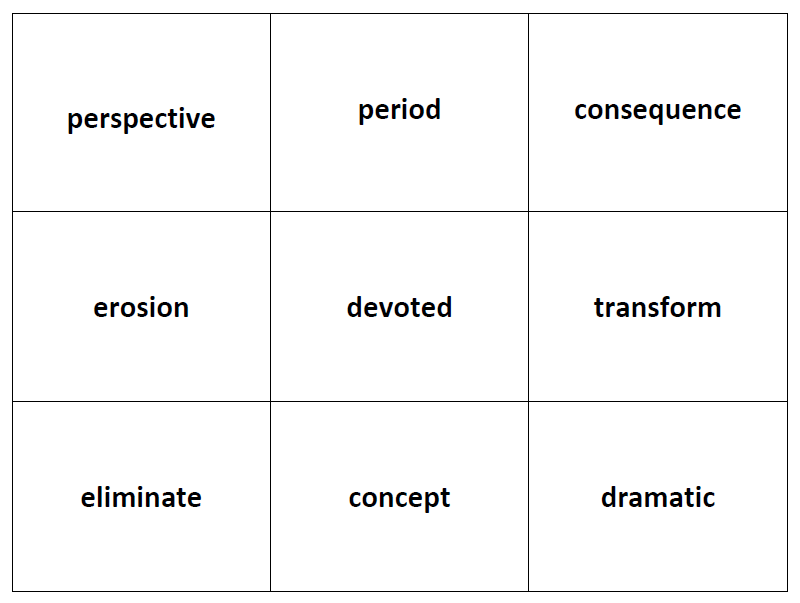 perspective
period
consequence
erosion
devoted
transform
eliminate
concept
dramatic